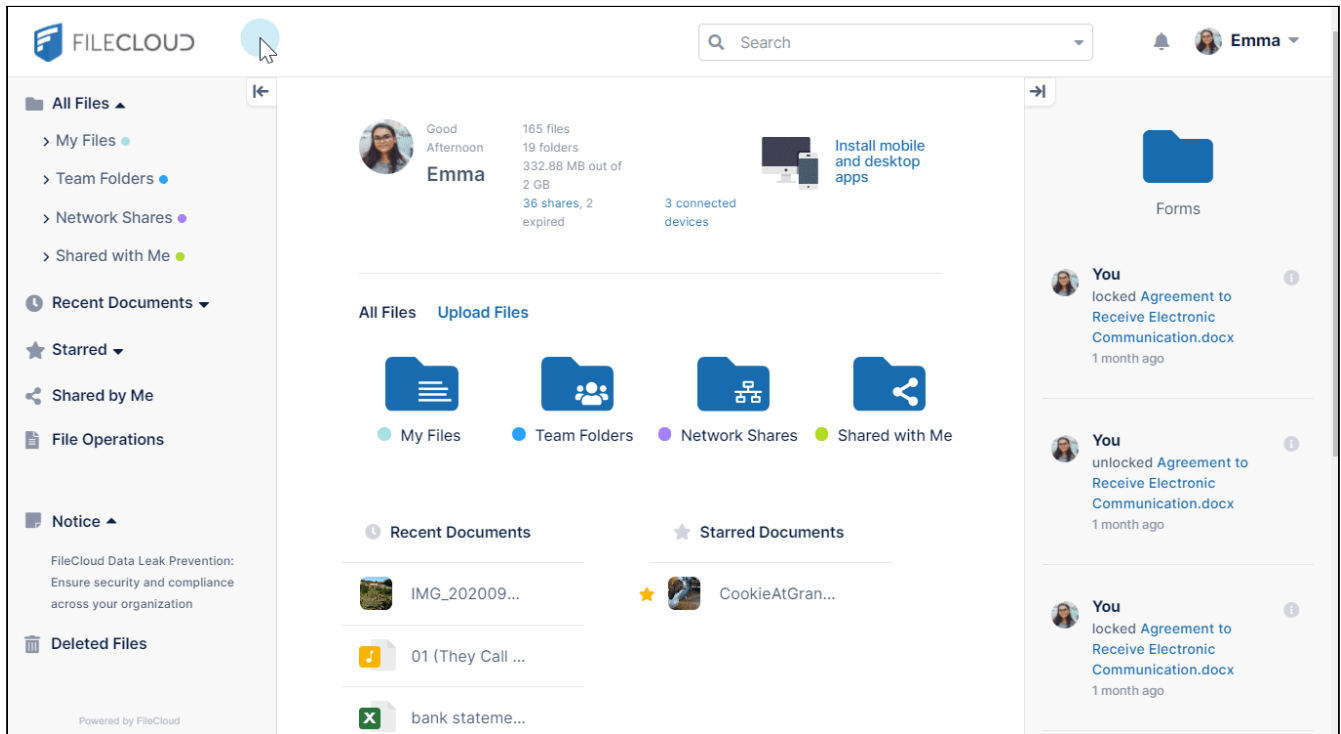 FILECLOUD
Search
Emma
All Files
My Files
Team Folders
Network Shares
Shared with Me
Recent Documents
Starred
Shared by Me
File Operations
Notice
FileCloud Data Leak Prevention:
Ensure security and compliance
across your organization
Deleted Files
Powered by FileCloud
Good
Afternoon
Emma
165 files
19 folders
332.88 MB out of
2 GB
36 shares, 2
expired
3 connected
devices
Install mobile
and desktop
apps
All Files Upload Files
My Files
Team Folders
Network Shares
Shared with Me
Recent Documents
IMG_202009...
01 (They Call ...
bank stateme...
Starred Documents
CookieAtGran...
Forms
You
locked Agreement to
Receive Electronic
Communication.docx
1 month ago
You
unlocked Agreement to
Receive Electronic
Communication.docx
1 month ago
You
locked Agreement to
Receive Electronic
Communication.docx
1 month ago